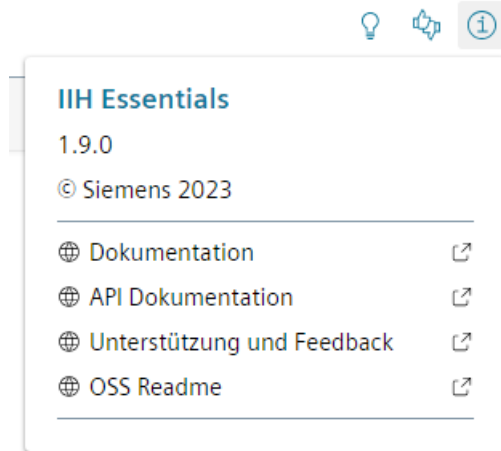 IIH Essentials
1.9.0
© Siemens 2023
Dokumentation
API Dokumentation
Unterstützung und Feedback
OSS Readme